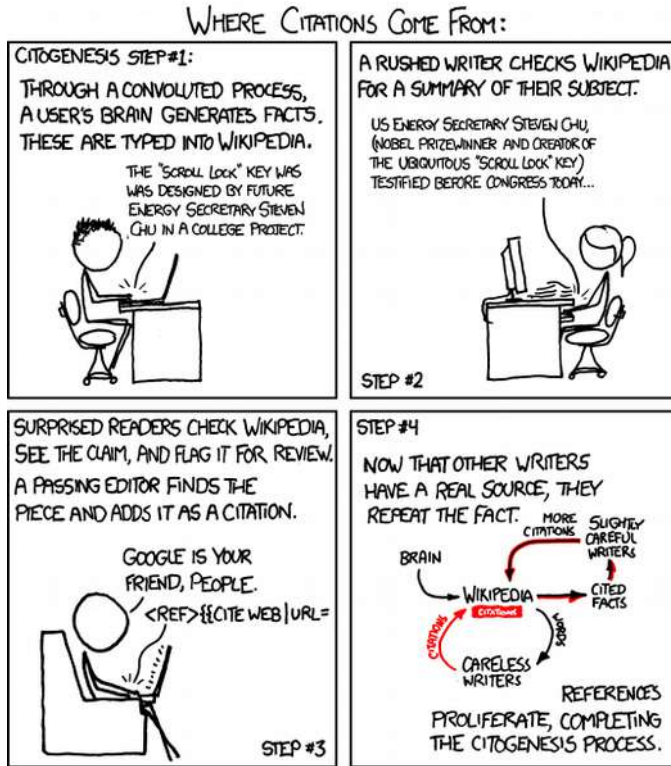 WHERE CITATIONS COME FROM:
CITOGENESIS STEP #1:
THROUGH A CONVOLUTED PROCESS,
A USER'S BRAIN GENERATES FACTS.
THESE ARE TYPED INTO WIKIPEDIA.
THE "SCROLL LOCK" KEY WAS
WAS DESIGNED BY FUTURE
ENERGY SECRETARY STEVEN
CHU IN A COLLEGE PROJECT.
A RUSHED WRITER CHECKS WIKIPEDIA
FOR A SUMMARY OF THEIR SUBJECT.
US ENERGY SECRETARY STEVEN CHU,
(NOBEL PRIZEWINNER AND CREATOR OF
THE UBIQUITOUS "SCROLL LOCK" KEY)
TESTIFIED BEFORE CONGRESS TODAY...
STEP #2
SURPRISED READERS CHECK WIKIPEDIA,
SEE THE CLAIM, AND FLAG IT FOR REVIEW.
A PASSING EDITOR FINDS THE
PIECE AND ADDS IT AS A CITATION.
GOOGLE IS YOUR
FRIEND, PEOPLE.
<REF>{{CITE WEB|URL=
STEP #3
STEP #4
NOW THAT OTHER WRITERS
HAVE A REAL SOURCE, THEY
REPEAT THE FACT.
BRAIN
WIKIPEDIA
CITATIONS
MORE
CITATIONS
SLIGHTLY
CAREFUL
WRITERS
CITED
FACTS
CITATIONS
WORDS
CARELESS
WRITERS
REFERENCES
PROLIFERATE, COMPLETING
THE CITOGENESIS PROCESS.